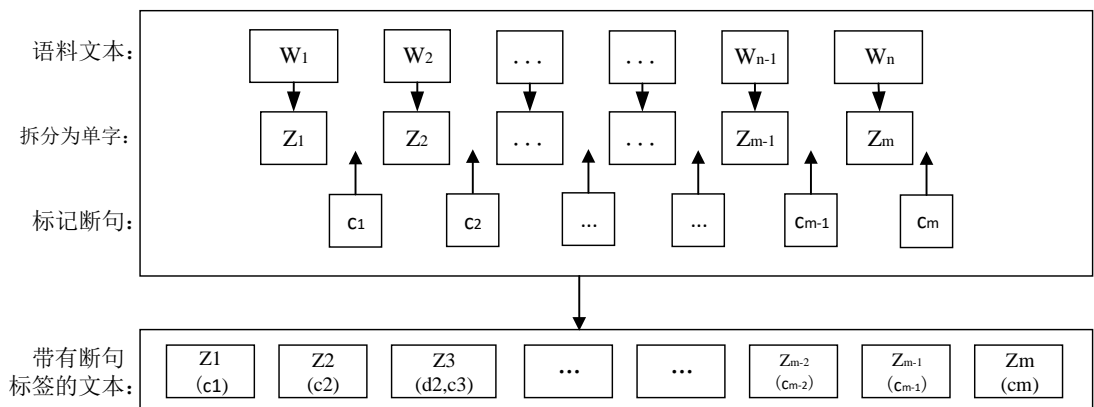 语料文本： W1 W2 ... ... Wn-1 Wn
拆分为单字： Z1 Z2 ... ... Zm-1 Zm
标记断句： c1 c2 ... ... cm-1 cm
带有断句
标签的文本：
Z1 Z2 Z3 ... ... Zm-2 Zm-1 Zm
(c1) (c2) (d2,c3) (cm-2) (cm-1) (cm)